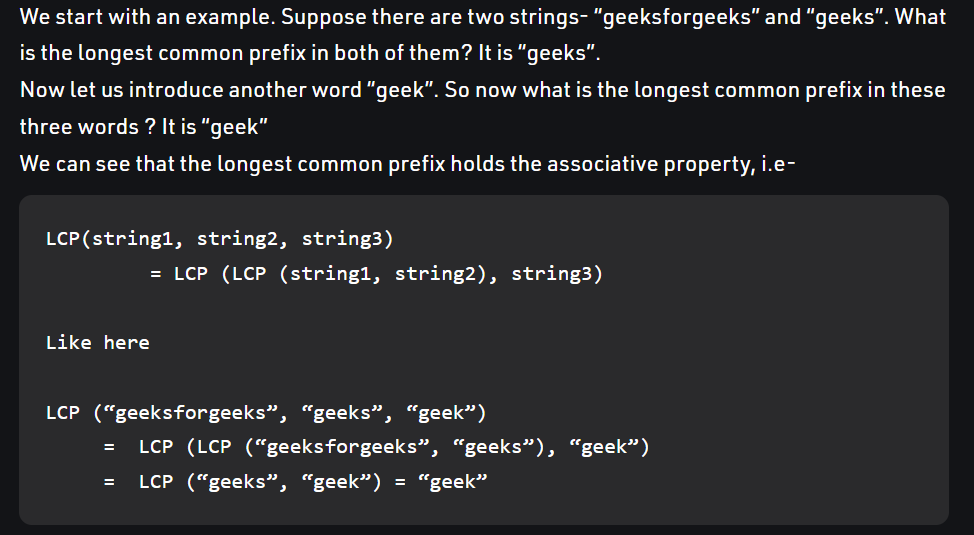 We start with an example. Suppose there are two strings- “geeksforgeeks” and “geeks”. What
is the longest common prefix in both of them? It is “geeks”.
Now let us introduce another word “geek”. So now what is the longest common prefix in these
three words ? It is “geek”
We can see that the longest common prefix holds the associative property, i.e-
LCP(string1, string2, string3)
= LCP (LCP (string1, string2), string3)
Like here
LCP (“geeksforgeeks”, “geeks”, “geek”)
= LCP (LCP (“geeksforgeeks”, “geeks”), “geek”)
= LCP (“geeks”, “geek”) = “geek”